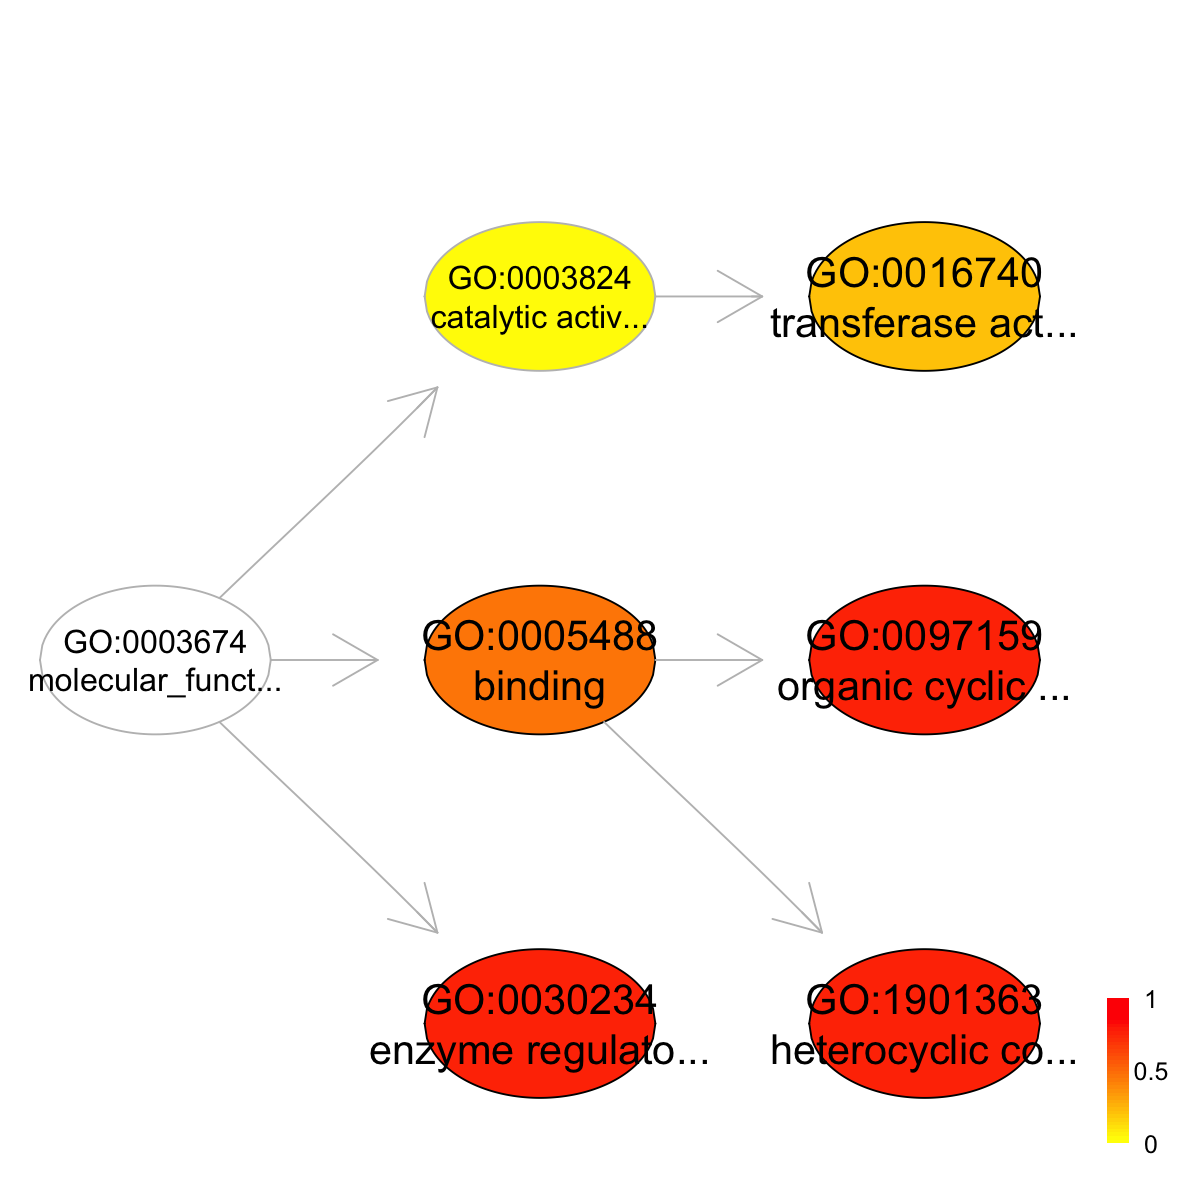 GO:0003824
catalytic activ...
GO:0016740
transferase act...
GO:0003674
molecular_funct...
GO:0005488
binding
GO:0097159
organic cyclic ...
GO:0030234
enzyme regulato...
GO:1901363
heterocyclic co...
1
0.5
0